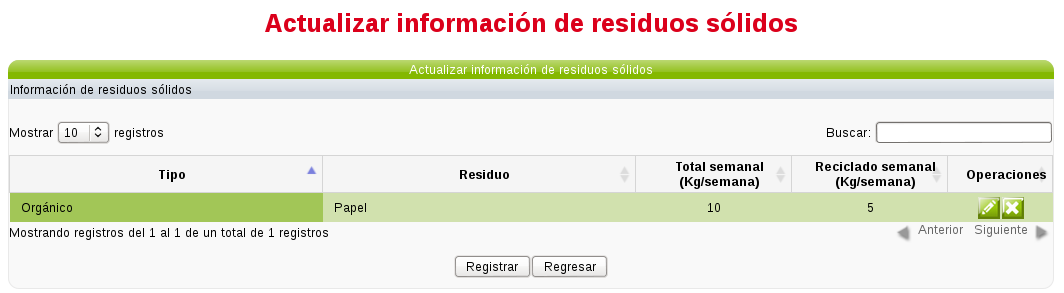 Actualizar información de residuos sólidos
Actualizar información de residuos sólidos
Información de residuos sólidos
Mostrar 10 registros Buscar:
Tipo Residuo Total semanal (Kg/semana) Reciclado semanal (Kg/semana) Operaciones
Orgánico Papel 10 5
Mostrando registros del 1 al 1 de un total de 1 registros Anterior Siguiente
Registrar Regresar